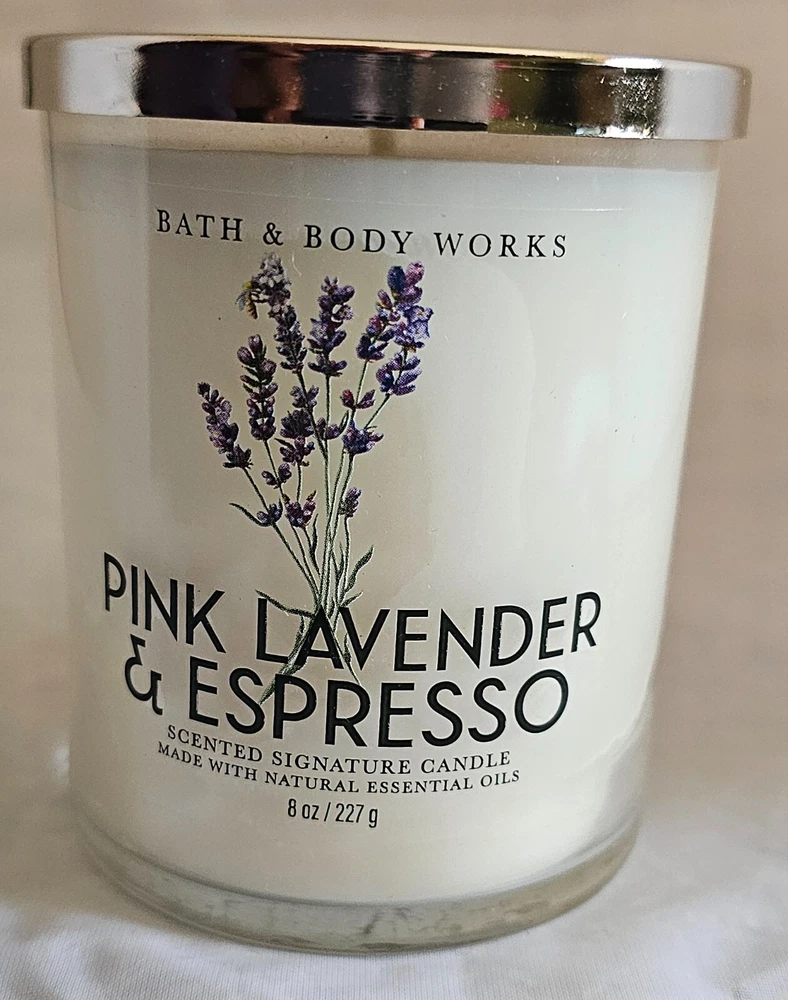 BATH & BODY WORKS
PINK LAVENDER
& ESPRESSO
SCENTED SIGNATURE CANDLE
MADE WITH NATURAL ESSENTIAL OILS
8 oz / 227 g